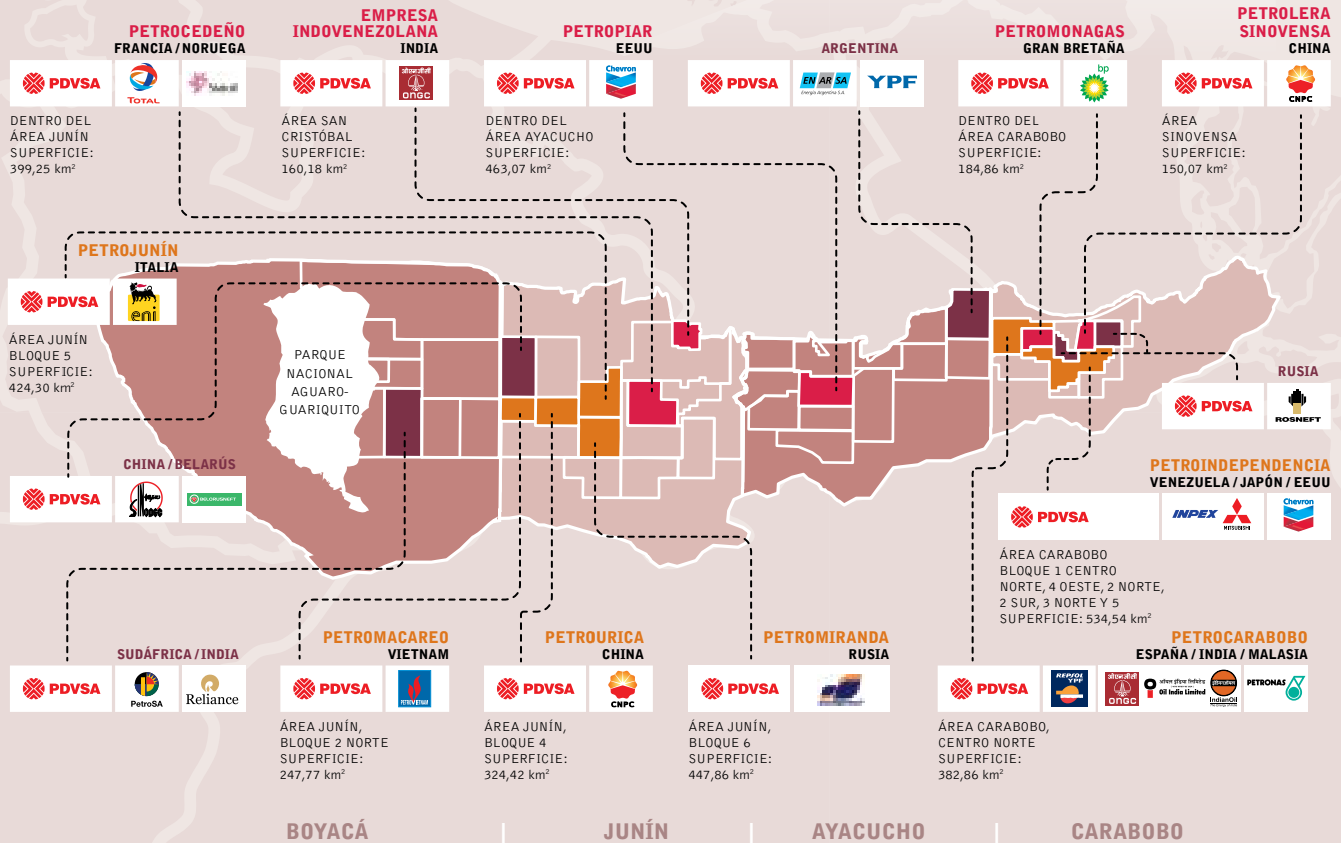 PETROCEDEÑO
FRANCIA / NORUEGA
PDVSA
TOTAL
DENTRO DEL
ÁREA JUNÍN
SUPERFICIE:
399,25 km²
EMPRESA
INDOVENEZOLANA
INDIA
PDVSA
ओएनजीसी
ONGC
ÁREA SAN
CRISTÓBAL
SUPERFICIE:
160,18 km²
PETROPIAR
EEUU
PDVSA
Chevron
DENTRO DEL
ÁREA AYACUCHO
SUPERFICIE:
463,07 km²
ARGENTINA
PDVSA
ENARSA
Energía Argentina S.A.
YPF
PETROMONAGAS
GRAN BRETAÑA
PDVSA
bp
DENTRO DEL
ÁREA CARABOBO
SUPERFICIE:
184,86 km²
PETROLERA
SINOVENSA
CHINA
PDVSA
CNPC
ÁREA
SINOVENSA
SUPERFICIE:
150,07 km²
PETROJUNÍN
ITALIA
PDVSA
eni
ÁREA JUNÍN
BLOQUE 5
SUPERFICIE:
424,30 km²
PARQUE
NACIONAL
AGUARO-
GUARIQUITO
RUSIA
PDVSA
ROSNEFT
CHINA / BELARÚS
PDVSA
BELORUSNEFT
PETROINDEPENDENCIA
VENEZUELA / JAPÓN / EEUU
PDVSA
INPEX
MITSUBISHI
Chevron
ÁREA CARABOBO
BLOQUE 1 CENTRO
NORTE, 4 OESTE, 2 NORTE,
2 SUR, 3 NORTE Y 5
SUPERFICIE: 534,54 km²
SUDÁFRICA / INDIA
PDVSA
PetroSA
Reliance
PETROMACAREO
VIETNAM
PDVSA
PETROVIETNAM
ÁREA JUNÍN,
BLOQUE 2 NORTE
SUPERFICIE:
247,77 km²
PETROURICA
CHINA
PDVSA
CNPC
ÁREA JUNÍN,
BLOQUE 4
SUPERFICIE:
324,42 km²
PETROMIRANDA
RUSIA
PDVSA
ÁREA JUNÍN,
BLOQUE 6
SUPERFICIE:
447,86 km²
PETROCARABOBO
ESPAÑA / INDIA / MALASIA
PDVSA
REPSOL
YPF
ओएनजीसी
ONGC
ऑयल इंडिया लिमिटेड
Oil India Limited
IndianOil
PETRONAS
ÁREA CARABOBO,
CENTRO NORTE
SUPERFICIE:
382,86 km²
BOYACÁ
JUNÍN
AYACUCHO
CARABOBO